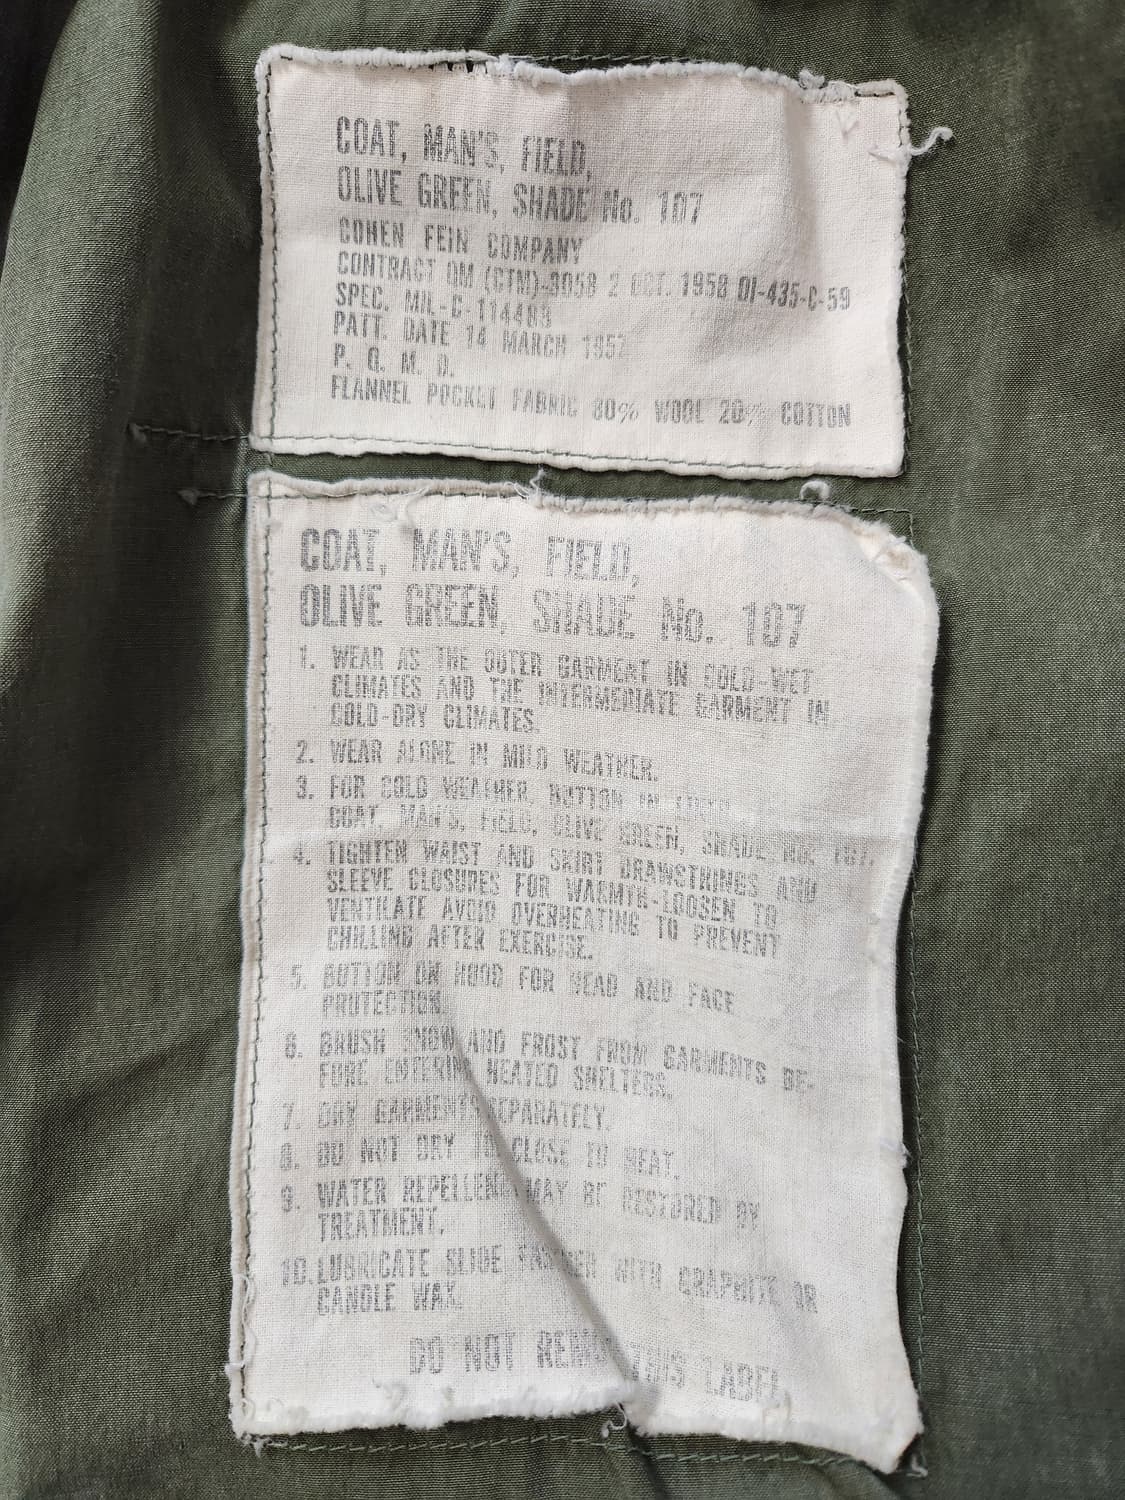 COAT, MAN'S, FIELD,
OLIVE GREEN, SHADE No. 107
COHEN FEIN COMPANY
CONTRACT QM (CTM)-3058 2 OCT. 1958 OI-435-C-59
SPEC. MIL-C-11448B
PATT. DATE 14 MARCH 1957
P. Q. M. D.
FLANNEL POCKET FABRIC 80% WOOL 20% COTTON
COAT, MAN'S, FIELD,
OLIVE GREEN, SHADE No. 107
1. WEAR AS THE OUTER GARMENT IN COLD-WET
CLIMATES AND THE INTERMEDIATE GARMENT IN
COLD-DRY CLIMATES.
2. WEAR ALONE IN MILD WEATHER.
3. FOR COLD WEATHER, BUTTON IN
COAT, MAN'S, FIELD, OLIVE GREEN, SHADE No. 107.
4. TIGHTEN WAIST AND SKIRT DRAWSTRINGS AND
SLEEVE CLOSURES FOR WARMTH-LOOSEN TO
VENTILATE AVOID OVERHEATING TO PREVENT
CHILLING AFTER EXERCISE.
5. BUTTON ON HOOD FOR HEAD AND FACE
PROTECTION.
6. BRUSH SNOW AND FROST FROM GARMENTS BE-
FORE ENTERING HEATED SHELTERS.
7. DRY GARMENTS SEPARATELY.
8. DO NOT DRY TO CLOSE TO HEAT.
9. WATER REPELLENCY MAY BE RESTORED BY
TREATMENT.
10. LUBRICATE SLIDE FASTENER WITH GRAPHITE OR
CANDLE WAX.
DO NOT REMOVE THIS LABEL